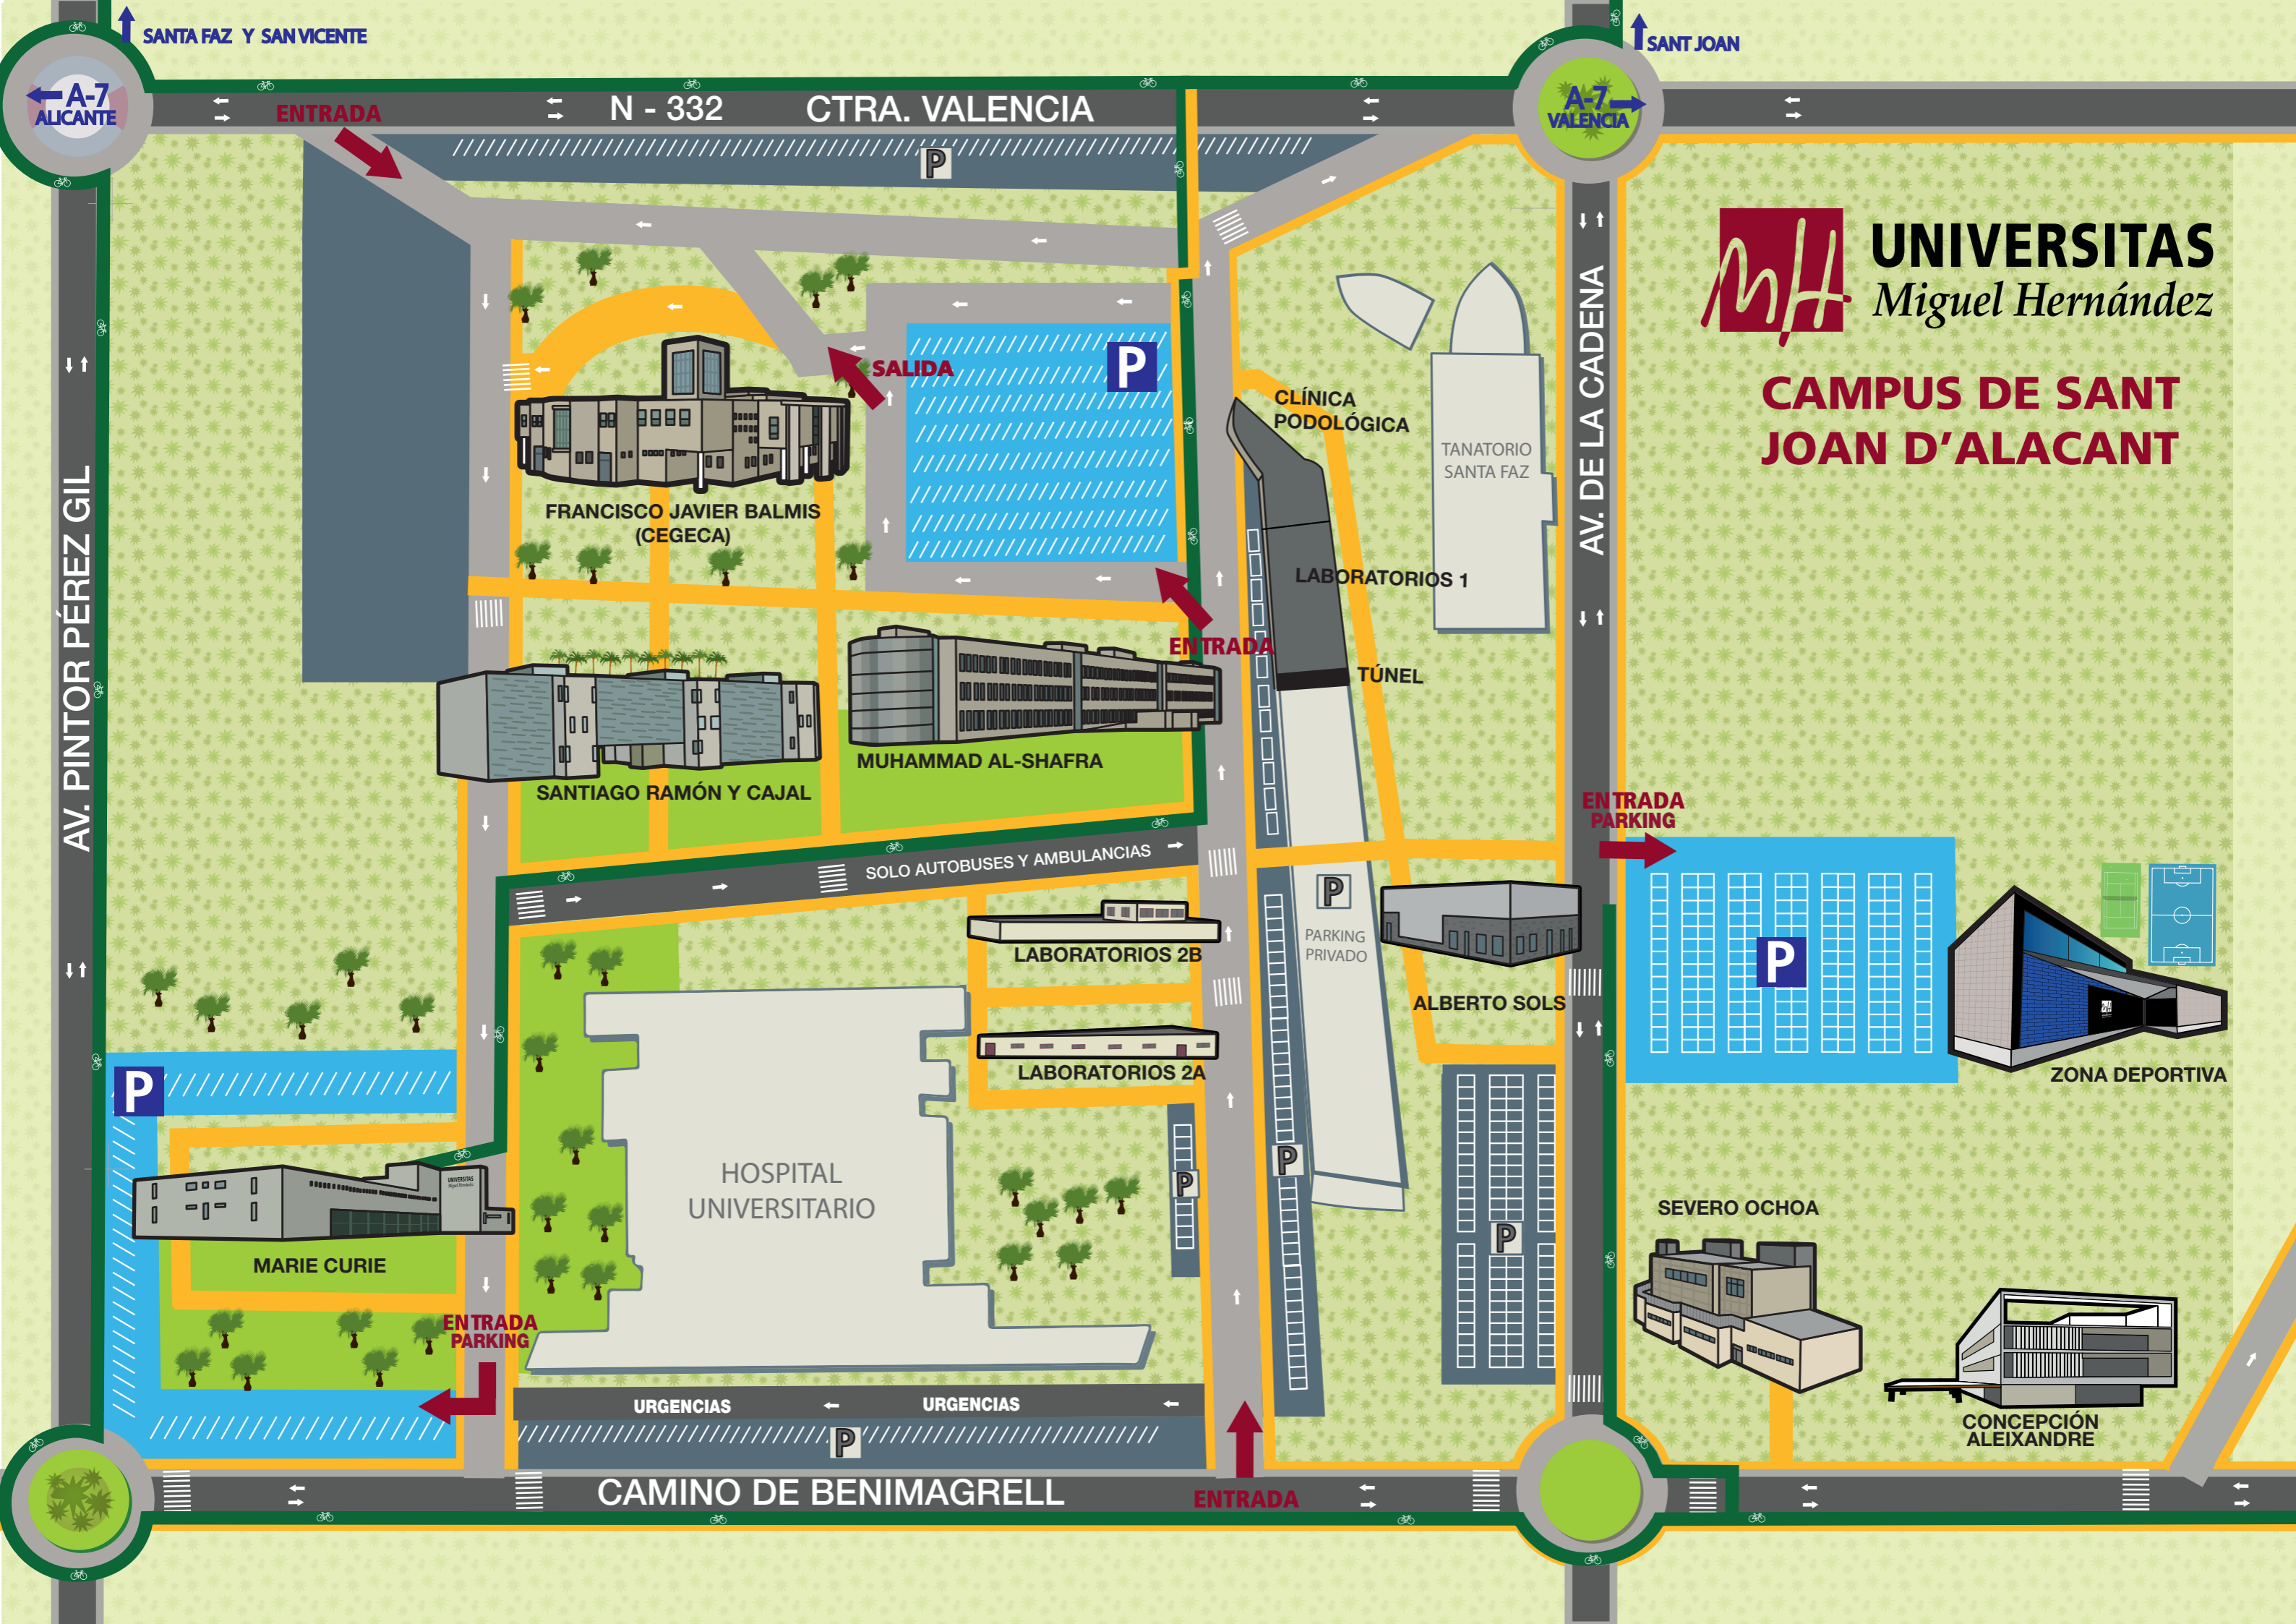 SANTA FAZ Y SAN VICENTE
SANT JOAN
A-7
ALICANTE
ENTRADA
N - 332
CTRA. VALENCIA
A-7
VALENCIA
P
UNIVERSITAS
Miguel Hernández
CAMPUS DE SANT
JOAN D'ALACANT
AV. PINTOR PÉREZ GIL
AV. DE LA CADENA
SALIDA
P
CLÍNICA
PODOLÓGICA
TANATORIO
SANTA FAZ
FRANCISCO JAVIER BALMIS
(CEGECA)
LABORATORIOS 1
ENTRADA
TÚNEL
MUHAMMAD AL-SHAFRA
SANTIAGO RAMÓN Y CAJAL
ENTRADA
PARKING
SOLO AUTOBUSES Y AMBULANCIAS
P
PARKING
PRIVADO
LABORATORIOS 2B
P
ALBERTO SOLS
LABORATORIOS 2A
ZONA DEPORTIVA
P
P
P
HOSPITAL
UNIVERSITARIO
UNIVERSITAS
Miguel Hernández
MARIE CURIE
SEVERO OCHOA
P
ENTRADA
PARKING
URGENCIAS
URGENCIAS
P
CONCEPCIÓN
ALEIXANDRE
CAMINO DE BENIMAGRELL
ENTRADA